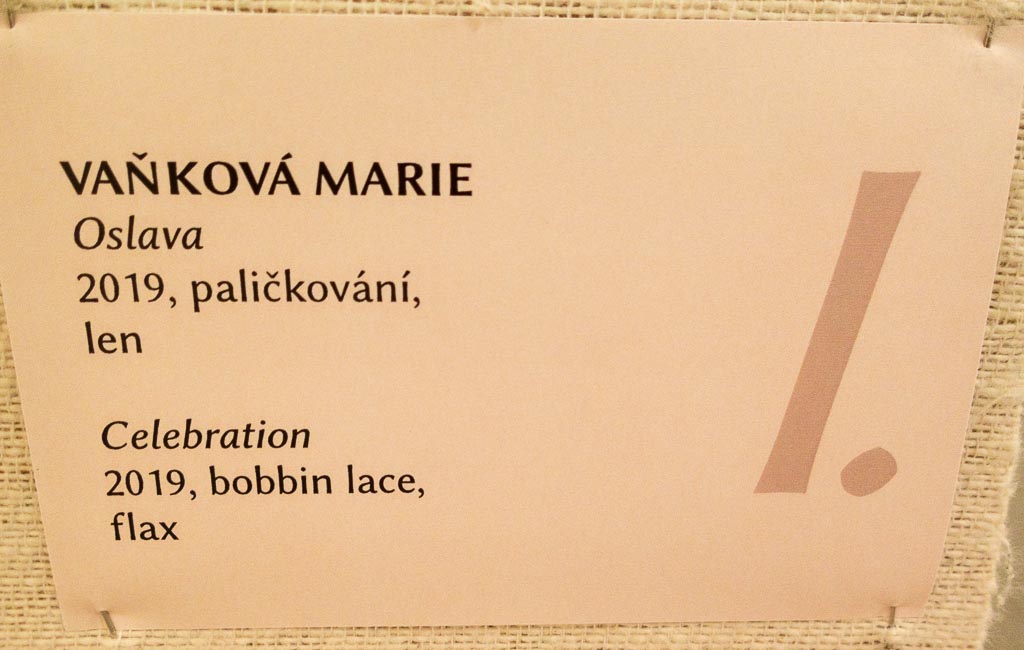 VAŇKOVÁ MARIE
Oslava
2019, paličkování,
len
Celebration
2019, bobbin lace,
flax
I.